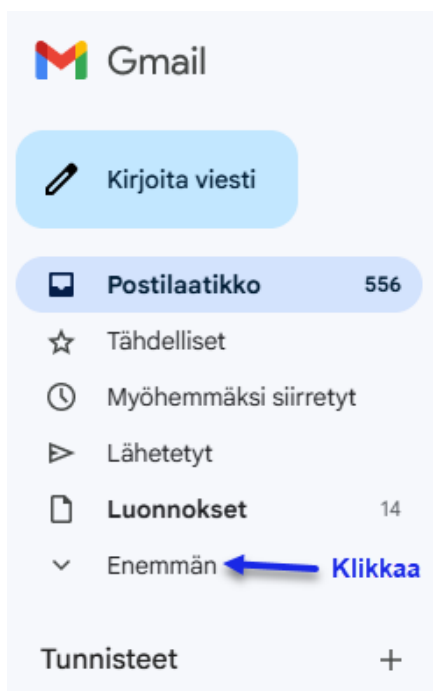 Gmail
Kirjoita viesti
Postilaatikko 556
Tähdelliset
Myöhemmäksi siirretyt
Lähetetyt
Luonnokset 14
Enemmän Klikkaa
Tunnisteet +